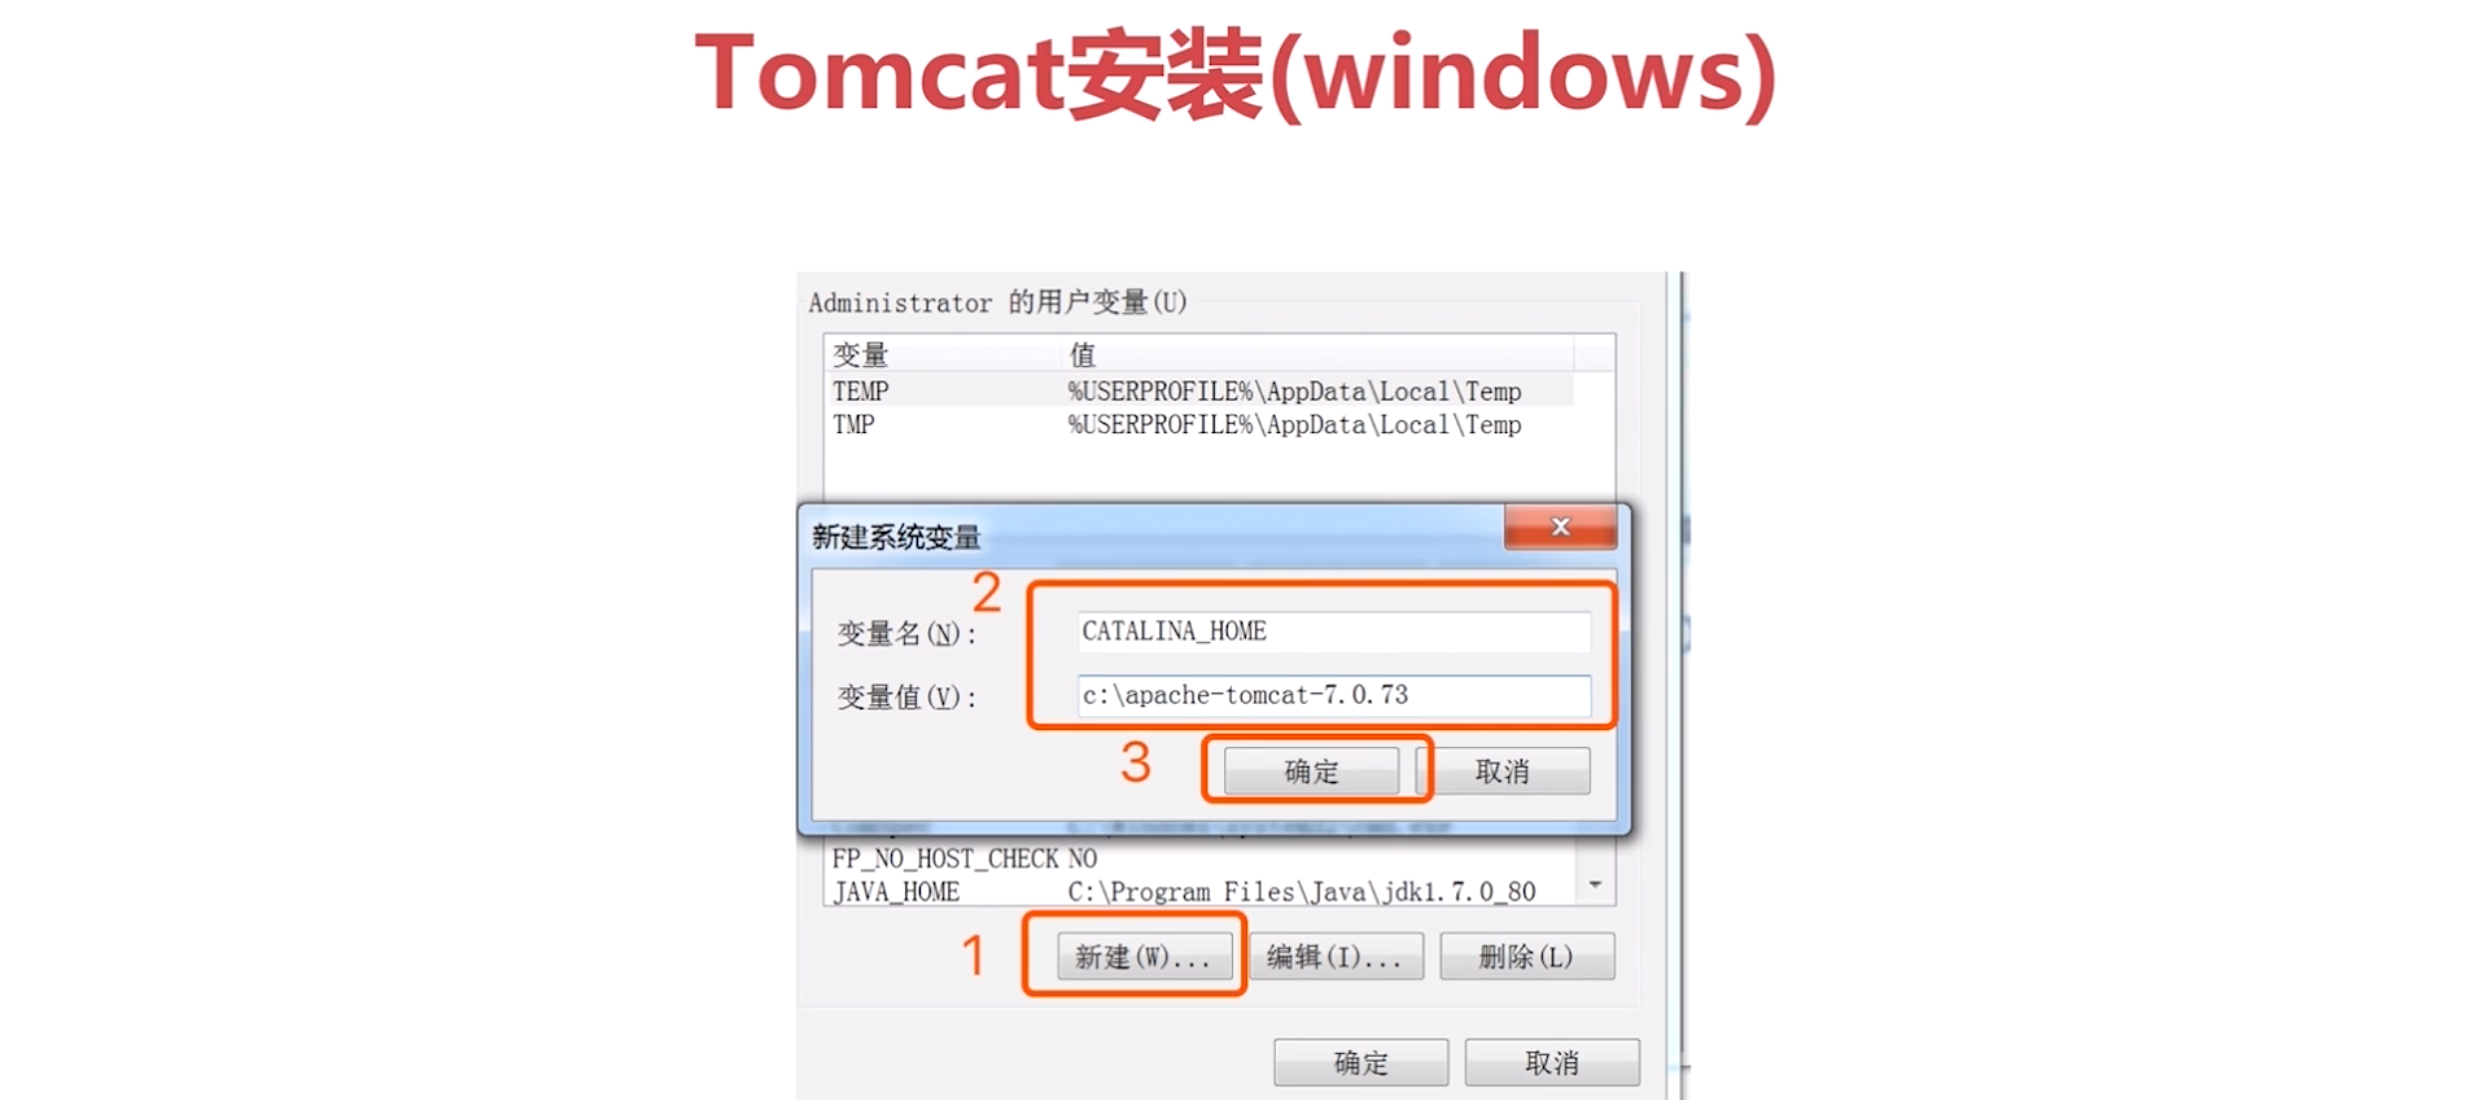 Tomcat安装(windows)
Administrator 的用户变量(U)
变量 值
TEMP %USERPROFILE%\AppData\Local\Temp
TMP %USERPROFILE%\AppData\Local\Temp
新建系统变量
2
变量名(N): CATALINA_HOME
变量值(V): c:\apache-tomcat-7.0.73
3 确定 取消
FP_NO_HOST_CHECK NO
JAVA_HOME C:\Program Files\Java\jdk1.7.0_80
1 新建(W)... 编辑(I)... 删除(L)
确定 取消